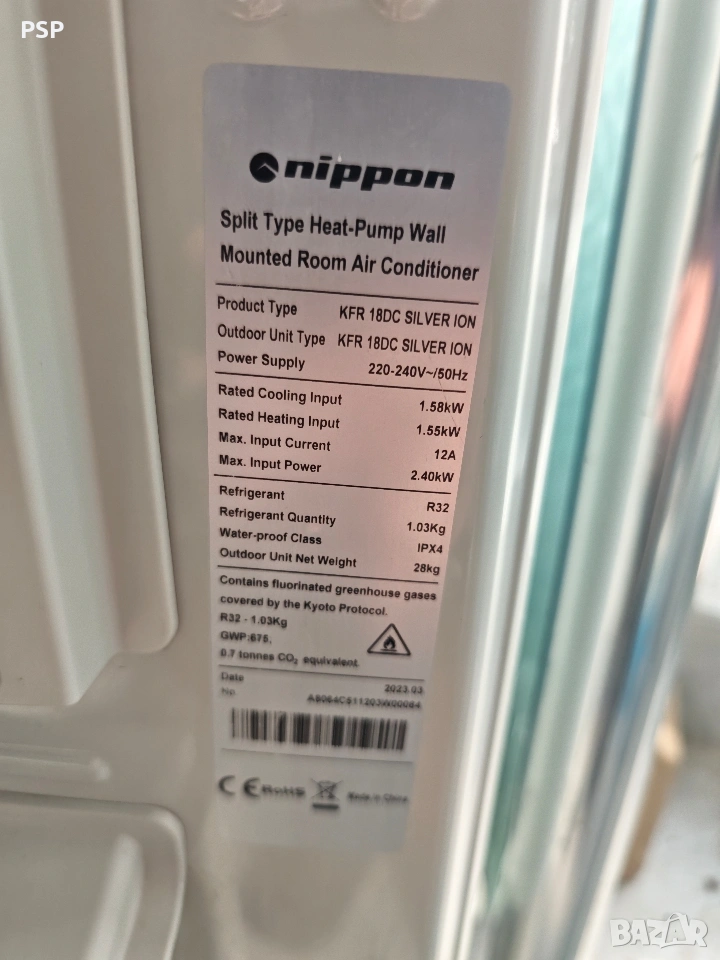 PSP
nippon
Split Type Heat-Pump Wall
Mounted Room Air Conditioner
Product Type KFR 18DC SILVER ION
Outdoor Unit Type KFR 18DC SILVER ION
Power Supply 220-240V~/50Hz
Rated Cooling Input 1.58kW
Rated Heating Input 1.55kW
Max. Input Current 12A
Max. Input Power 2.40kW
Refrigerant R32
Refrigerant Quantity 1.03Kg
Water-proof Class IPX4
Outdoor Unit Net Weight 28kg
Contains fluorinated greenhouse gases
covered by the Kyoto Protocol.
R32 - 1.03Kg
GWP:675,
0.7 tonnes CO₂ equivalent.
Date 2023.03
No.
CE RoHS Made in China
BAZAR